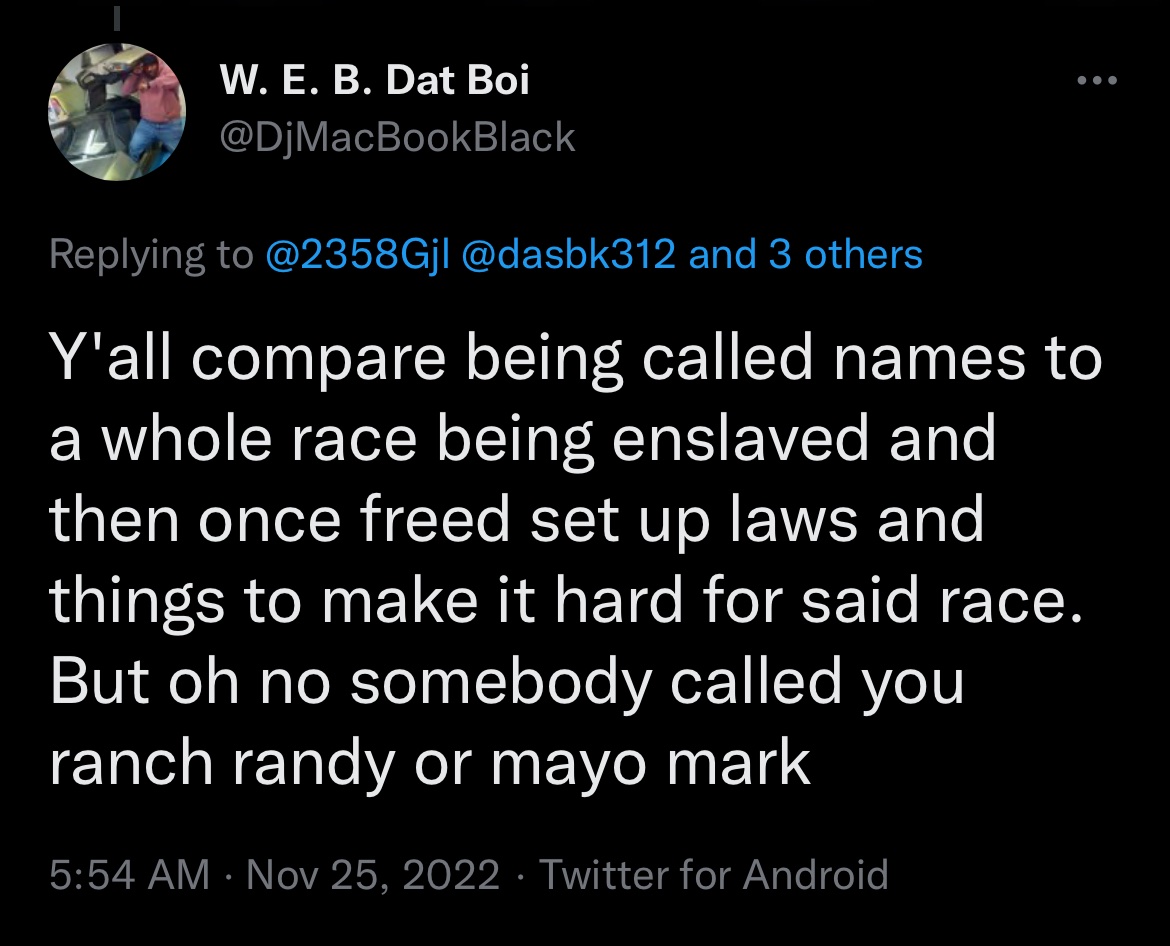 W. E. B. Dat Boi
@DjMacBookBlack
Replying to @2358Gjl @dasbk312 and 3 others
Y'all compare being called names to
a whole race being enslaved and
then once freed set up laws and
things to make it hard for said race.
But oh no somebody called you
ranch randy or mayo mark
5:54 AM · Nov 25, 2022 · Twitter for Android